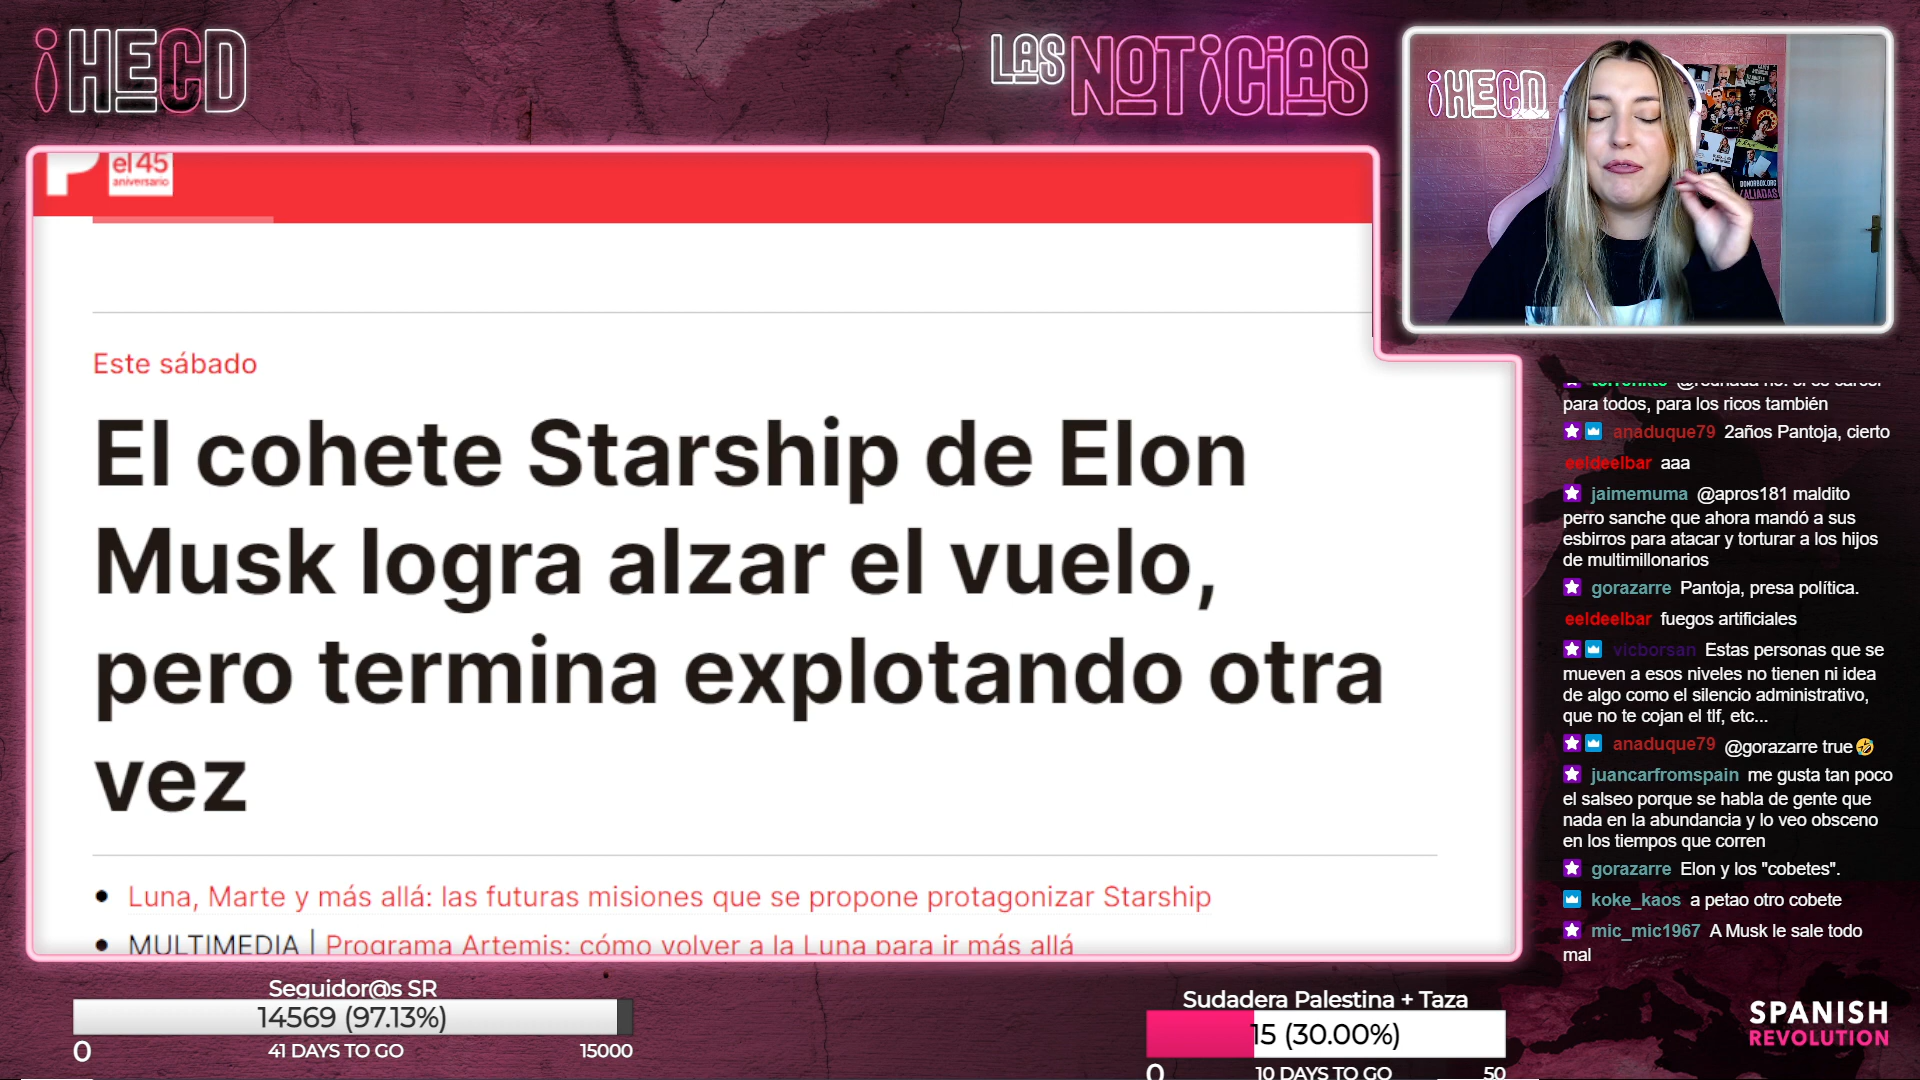 ¡HECD
LAS NOTICIAS
¡HECD
DONORBOX.ORG
/ALIADAS
el 45
aniversario
Este sábado
El cohete Starship de Elon
Musk logra alzar el vuelo,
pero termina explotando otra
vez
• Luna, Marte y más allá: las futuras misiones que se propone protagonizar Starship
• MULTIMEDIA | Programa Artemis: cómo volver a la Luna para ir más allá
para todos, para los ricos también
anaduque79 2años Pantoja, cierto
eeldeelbar aaa
jaimemuma @apros181 maldito
perro sanche que ahora mandó a sus
esbirros para atacar y torturar a los hijos
de multimillonarios
gorazarre Pantoja, presa política.
eeldeelbar fuegos artificiales
vicborsan Estas personas que se
mueven a esos niveles no tienen ni idea
de algo como el silencio administrativo,
que no te cojan el tlf, etc...
anaduque79 @gorazarre true🤣
juancarfromspain me gusta tan poco
el salseo porque se habla de gente que
nada en la abundancia y lo veo obsceno
en los tiempos que corren
gorazarre Elon y los "cobetes".
koke_kaos a petao otro cobete
mic_mic1967 A Musk le sale todo
mal
Seguidor@s SR
14569 (97.13%)
0 41 DAYS TO GO 15000
Sudadera Palestina + Taza
15 (30.00%)
0 10 DAYS TO GO 50
SPANISH
REVOLUTION